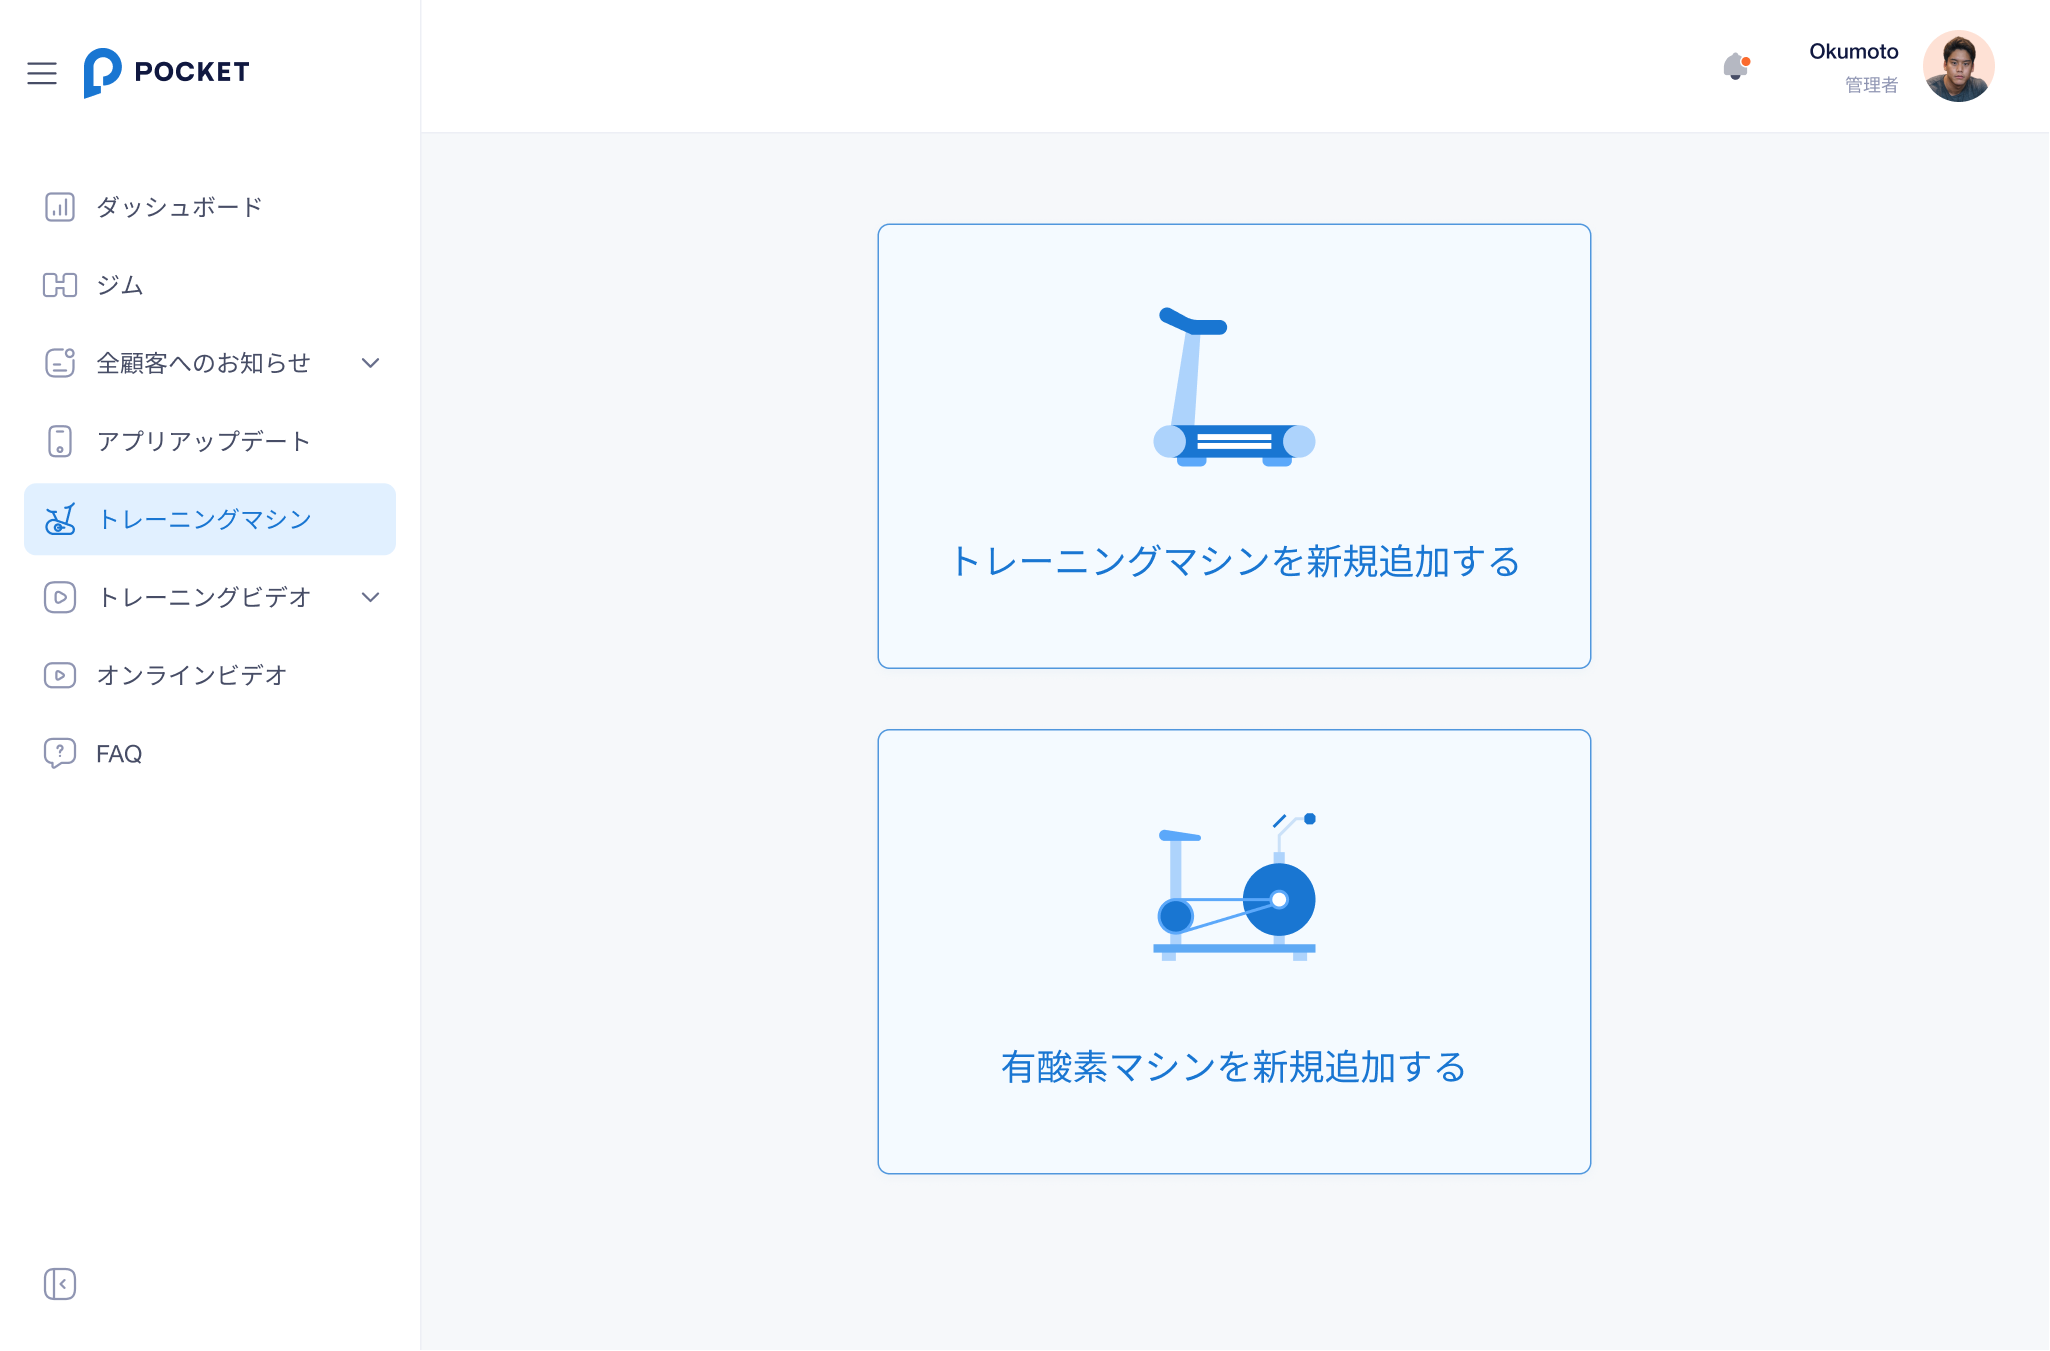 POCKET
Okumoto
管理者
ダッシュボード
ジム
全顧客へのお知らせ
アプリアップデート
トレーニングマシン
トレーニングビデオ
オンラインビデオ
FAQ
トレーニングマシンを新規追加する
有酸素マシンを新規追加する